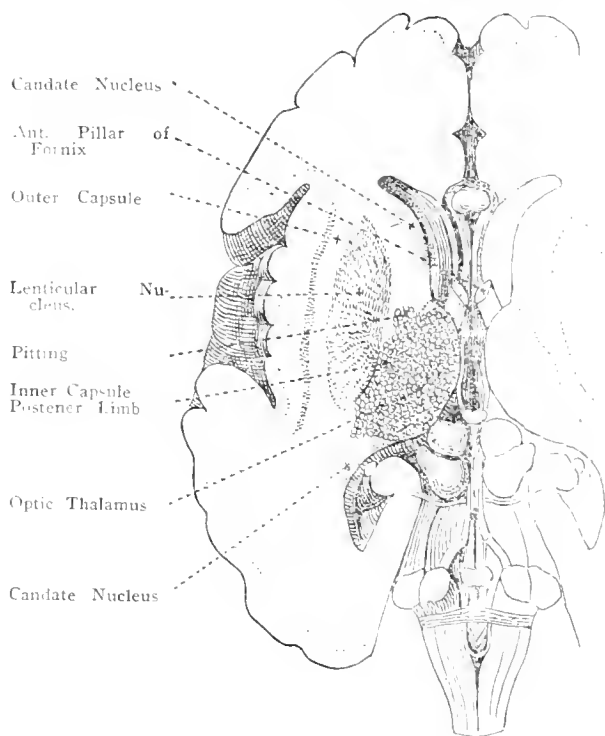 Candate Nucleus
Ant. Pillar of
Fornix
Outer Capsule
Lenticular Nu-
cleus.
Pitting
Inner Capsule
Postener Limb
Optic Thalamus
Candate Nucleus